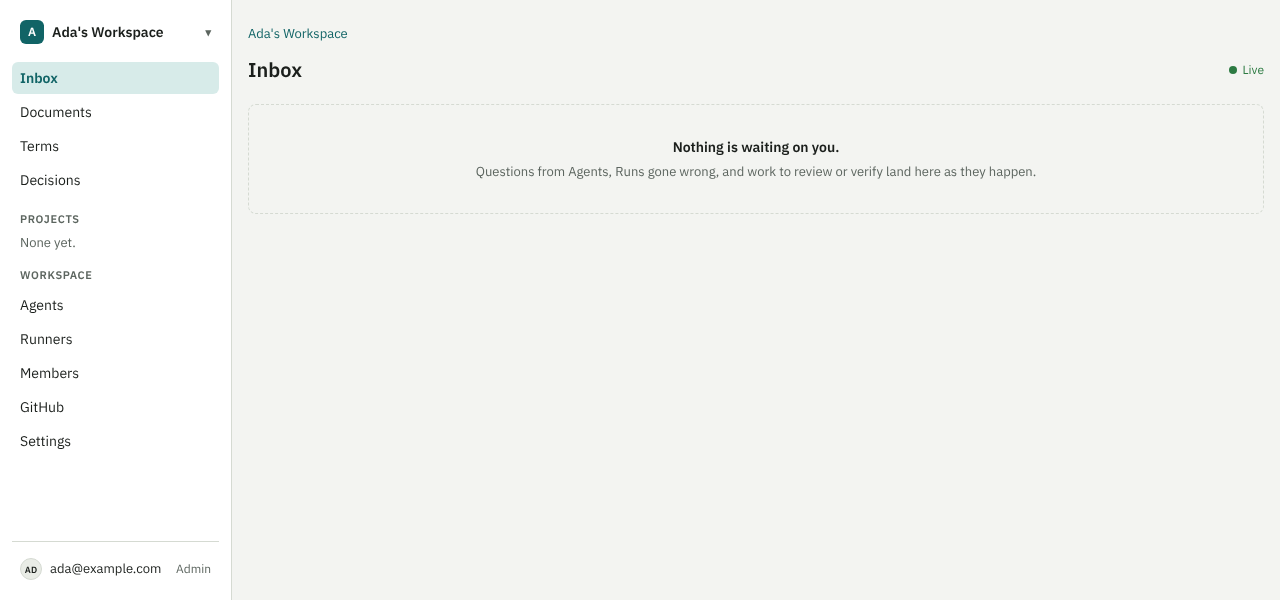 A Ada's Workspace ▾
Inbox
Documents
Terms
Decisions
PROJECTS
None yet.
WORKSPACE
Agents
Runners
Members
GitHub
Settings
AD ada@example.com Admin
Ada's Workspace
Inbox
Live
Nothing is waiting on you.
Questions from Agents, Runs gone wrong, and work to review or verify land here as they happen.